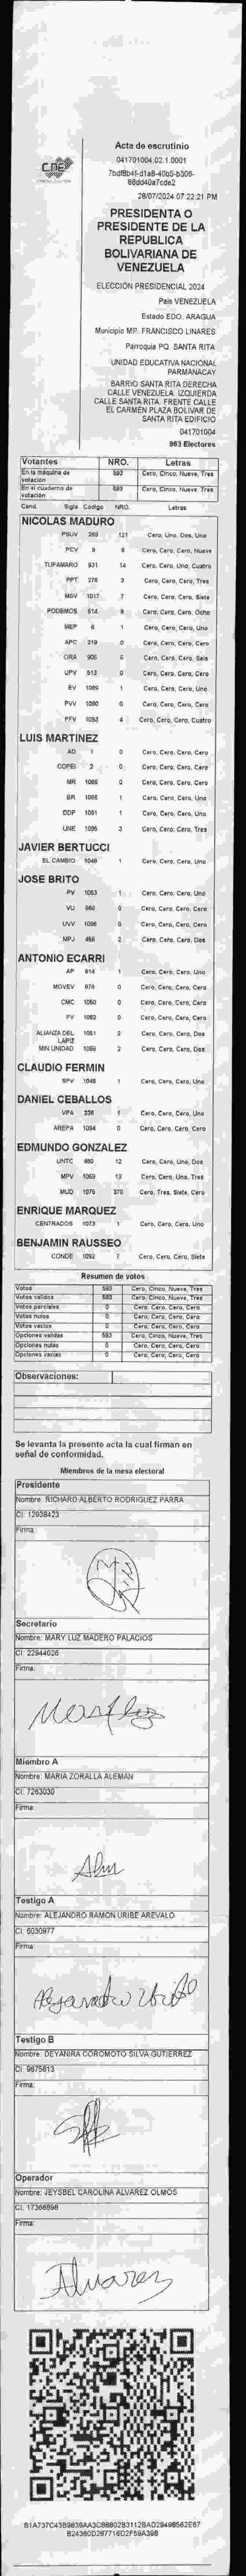 CNE
Acta de escrutinio
041701004.02.1.0001
28/07/2024 07:22:21 PM
PRESIDENTA O
PRESIDENTE DE LA
REPUBLICA
BOLIVARIANA DE
VENEZUELA
ELECCIÓN PRESIDENCIAL 2024
País VENEZUELA
Estado EDO. ARAGUA
Municipio MP. FRANCISCO LINARES
Parroquia PQ. SANTA RITA
UNIDAD EDUCATIVA NACIONAL
PARMANACAY
BARRIO SANTA RITA DERECHA
CALLE VENEZUELA. IZQUIERDA
CALLE SANTA RITA. FRENTE CALLE
EL CARMEN PLAZA BOLIVAR DE
SANTA RITA EDIFICIO
041701004
963 Electores
Votantes NRO. Letras
En la máquina de votación 593 Cero, Cinco, Nueve, Tres
En el cuaderno de votación 593 Cero, Cinco, Nueve, Tres
Cand. Sigla Código NRO. Letras
NICOLAS MADURO
PSUV 269 121 Cero, Uno, Dos, Uno
PCV 9 9 Cero, Cero, Cero, Nueve
TUPAMARO 931 14 Cero, Cero, Uno, Cuatro
PPT 276 3 Cero, Cero, Cero, Tres
MSV 1017 7 Cero, Cero, Cero, Siete
PODEMOS 614 8 Cero, Cero, Cero, Ocho
MEP 6 1 Cero, Cero, Cero, Uno
APC 219 0 Cero, Cero, Cero, Cero
ORA 906 6 Cero, Cero, Cero, Seis
UPV 513 0 Cero, Cero, Cero, Cero
EV 1089 1 Cero, Cero, Cero, Uno
PVV 1090 0 Cero, Cero, Cero, Cero
PFV 1093 4 Cero, Cero, Cero, Cuatro
LUIS MARTINEZ
AD 1 0 Cero, Cero, Cero, Cero
COPEI 2 0 Cero, Cero, Cero, Cero
MR 1085 0 Cero, Cero, Cero, Cero
BR 1066 1 Cero, Cero, Cero, Uno
DDP 1091 1 Cero, Cero, Cero, Uno
UNE 1095 3 Cero, Cero, Cero, Tres
JAVIER BERTUCCI
EL CAMBIO 1048 1 Cero, Cero, Cero, Uno
JOSE BRITO
PV 1053 1 Cero, Cero, Cero, Uno
VU 968 0 Cero, Cero, Cero, Cero
UVV 1096 0 Cero, Cero, Cero, Cero
MPJ 458 2 Cero, Cero, Cero, Dos
ANTONIO ECARRI
AP 814 1 Cero, Cero, Cero, Uno
MOVEV 878 0 Cero, Cero, Cero, Cero
CMC 1050 0 Cero, Cero, Cero, Cero
FV 1082 0 Cero, Cero, Cero, Cero
ALIANZA DEL LÁPIZ 1051 2 Cero, Cero, Cero, Dos
MIN UNIDAD 1056 2 Cero, Cero, Cero, Dos
CLAUDIO FERMIN
SPV 1049 1 Cero, Cero, Cero, Uno
DANIEL CEBALLOS
VPA 236 1 Cero, Cero, Cero, Uno
AREPA 1094 0 Cero, Cero, Cero, Cero
EDMUNDO GONZALEZ
UNTC 650 12 Cero, Cero, Uno, Dos
MPV 1069 13 Cero, Cero, Uno, Tres
MUD 1076 370 Cero, Tres, Siete, Cero
ENRIQUE MARQUEZ
CENTRADOS 1073 1 Cero, Cero, Cero, Uno
BENJAMIN RAUSSEO
CONDE 1092 7 Cero, Cero, Cero, Siete
Resumen de votos
Votos 593 Cero, Cinco, Nueve, Tres
Votos validos 593 Cero, Cinco, Nueve, Tres
Votos parciales 0 Cero, Cero, Cero, Cero
Votos nulos 0 Cero, Cero, Cero, Cero
Votos vacíos 0 Cero, Cero, Cero, Cero
Opciones validas 593 Cero, Cinco, Nueve, Tres
Opciones nulas 0 Cero, Cero, Cero, Cero
Opciones vacías 0 Cero, Cero, Cero, Cero
Observaciones:
Se levanta la presente acta la cual firman en
señal de conformidad.
Miembros de la mesa electoral
Presidente
Nombre: RICHARD ALBERTO RODRIGUEZ PARRA
CI: 12938423
Firma:
Secretario
Nombre: MARY LUZ MADERO PALACIOS
CI: 22944026
Firma:
Miembro A
Nombre: MARIA ZORALLA ALEMAN
CI: 7263030
Firma
Testigo A
Nombre: ALEJANDRO RAMON URIBE AREVALO
CI: 6030977
Firma:
Alejandro Uribe
Testigo B
Nombre: DEYANIRA COROMOTO SILVA GUTIERREZ
CI: 9675613
Firma:
Operador
Nombre: JEYSBEL CAROLINA ALVAREZ OLMOS
CI: 17366898
Firma:
Alvarez